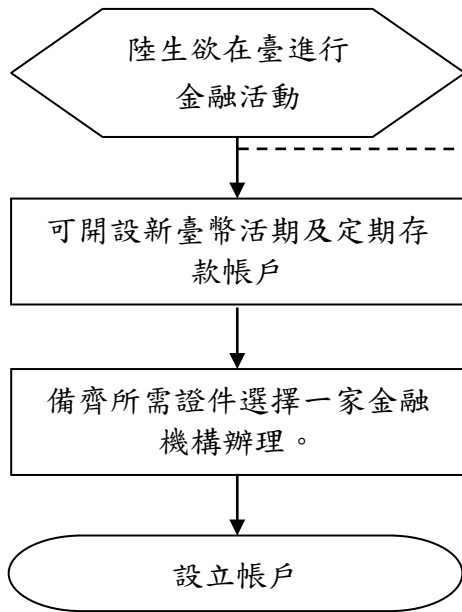 陸生欲在臺進行
金融活動
可開設新臺幣活期及定期存
款帳戶
備齊所需證件選擇一家金融
機構辦理。
設立帳戶